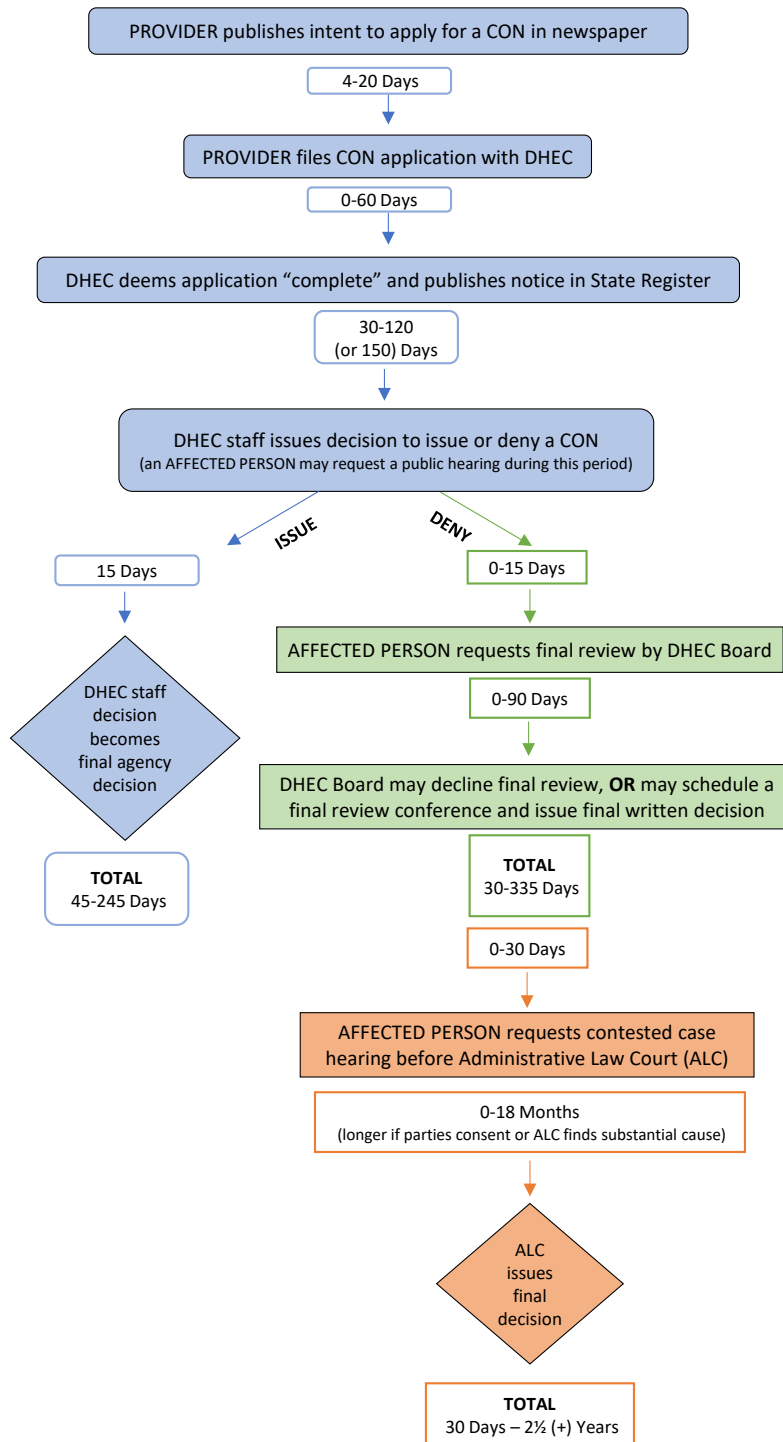 PROVIDER publishes intent to apply for a CON in newspaper
4-20 Days
PROVIDER files CON application with DHEC
0-60 Days
DHEC deems application “complete” and publishes notice in State Register
30-120
(or 150) Days
DHEC staff issues decision to issue or deny a CON
(an AFFECTED PERSON may request a public hearing during this period)
ISSUE
DENY
15 Days
0-15 Days
DHEC staff
decision
becomes
final agency
decision
TOTAL
45-245 Days
AFFECTED PERSON requests final review by DHEC Board
0-90 Days
DHEC Board may decline final review, OR may schedule a
final review conference and issue final written decision
TOTAL
30-335 Days
0-30 Days
AFFECTED PERSON requests contested case
hearing before Administrative Law Court (ALC)
0-18 Months
(longer if parties consent or ALC finds substantial cause)
ALC
issues
final
decision
TOTAL
30 Days – 2½ (+) Years